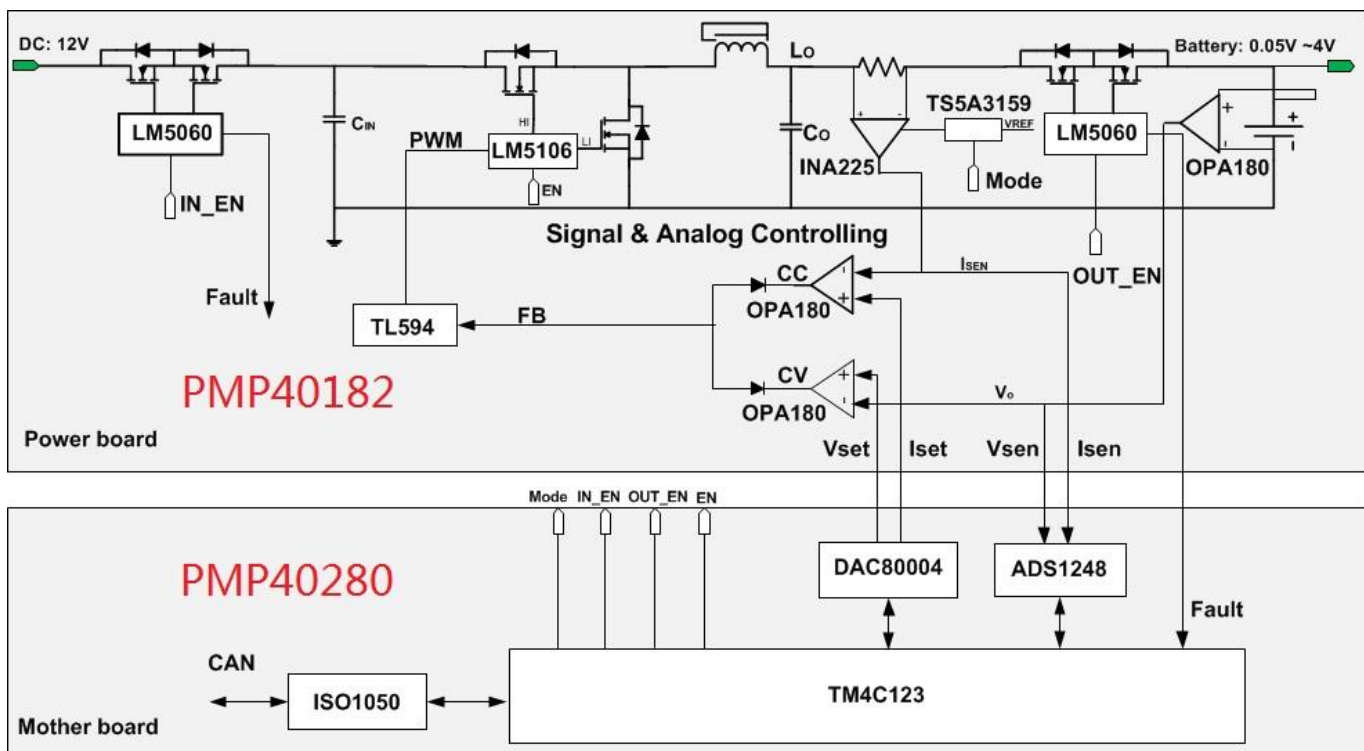 DC: 12V
Lo
Battery: 0.05V ~4V
LM5060
CIN
HI
PWM
LM5106
LI
EN
Co
+ -
INA225
TS5A3159
VREF
Mode
LM5060
+
-
OPA180
+
-
IN_EN
Signal & Analog Controlling
OUT_EN
Fault
TL594
FB
CC
-
+
OPA180
ISEN
CV
+
-
OPA180
Vo
PMP40182
Power board
Vset
Iset
Vsen
Isen
Mode IN_EN OUT_EN EN
PMP40280
DAC80004
ADS1248
Fault
CAN
ISO1050
TM4C123
Mother board